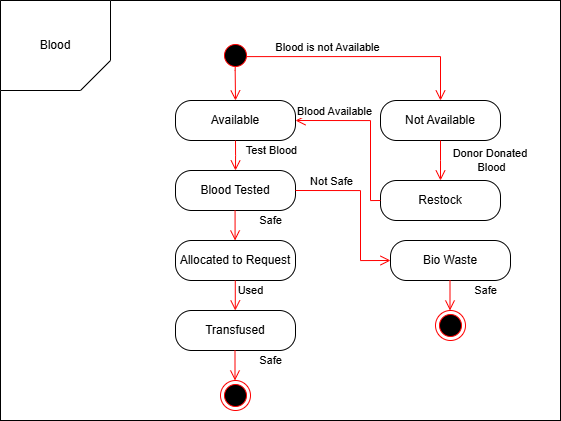 Blood
Blood is not Available
Available
Blood Available
Not Available
Test Blood
Donor Donated
Blood
Blood Tested
Not Safe
Restock
Safe
Allocated to Request
Bio Waste
Used
Safe
Transfused
Safe